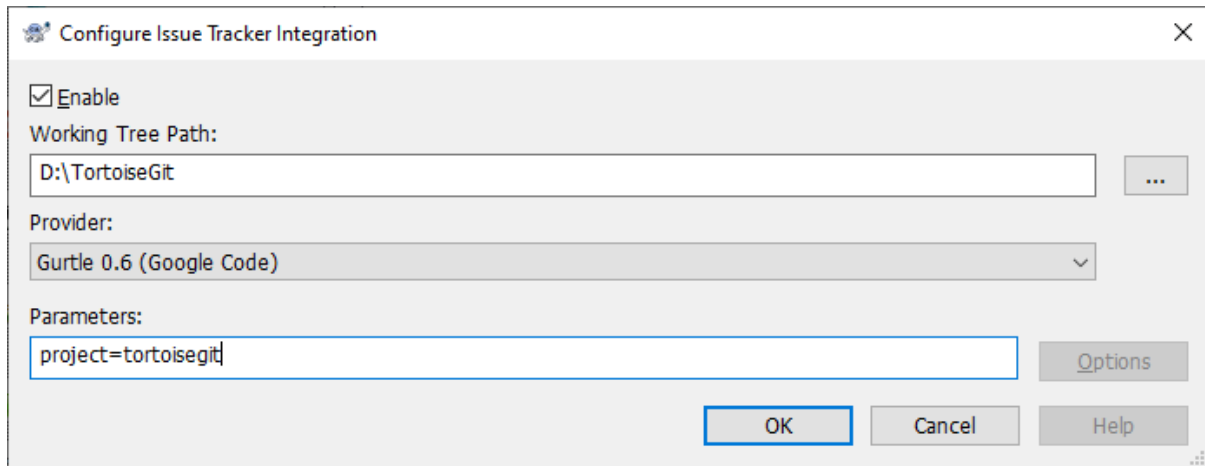 Configure Issue Tracker Integration
Enable
Working Tree Path:
D:\TortoiseGit
...
Provider:
Gurtle 0.6 (Google Code)
Parameters:
project=tortoisegit
Options
OK Cancel Help